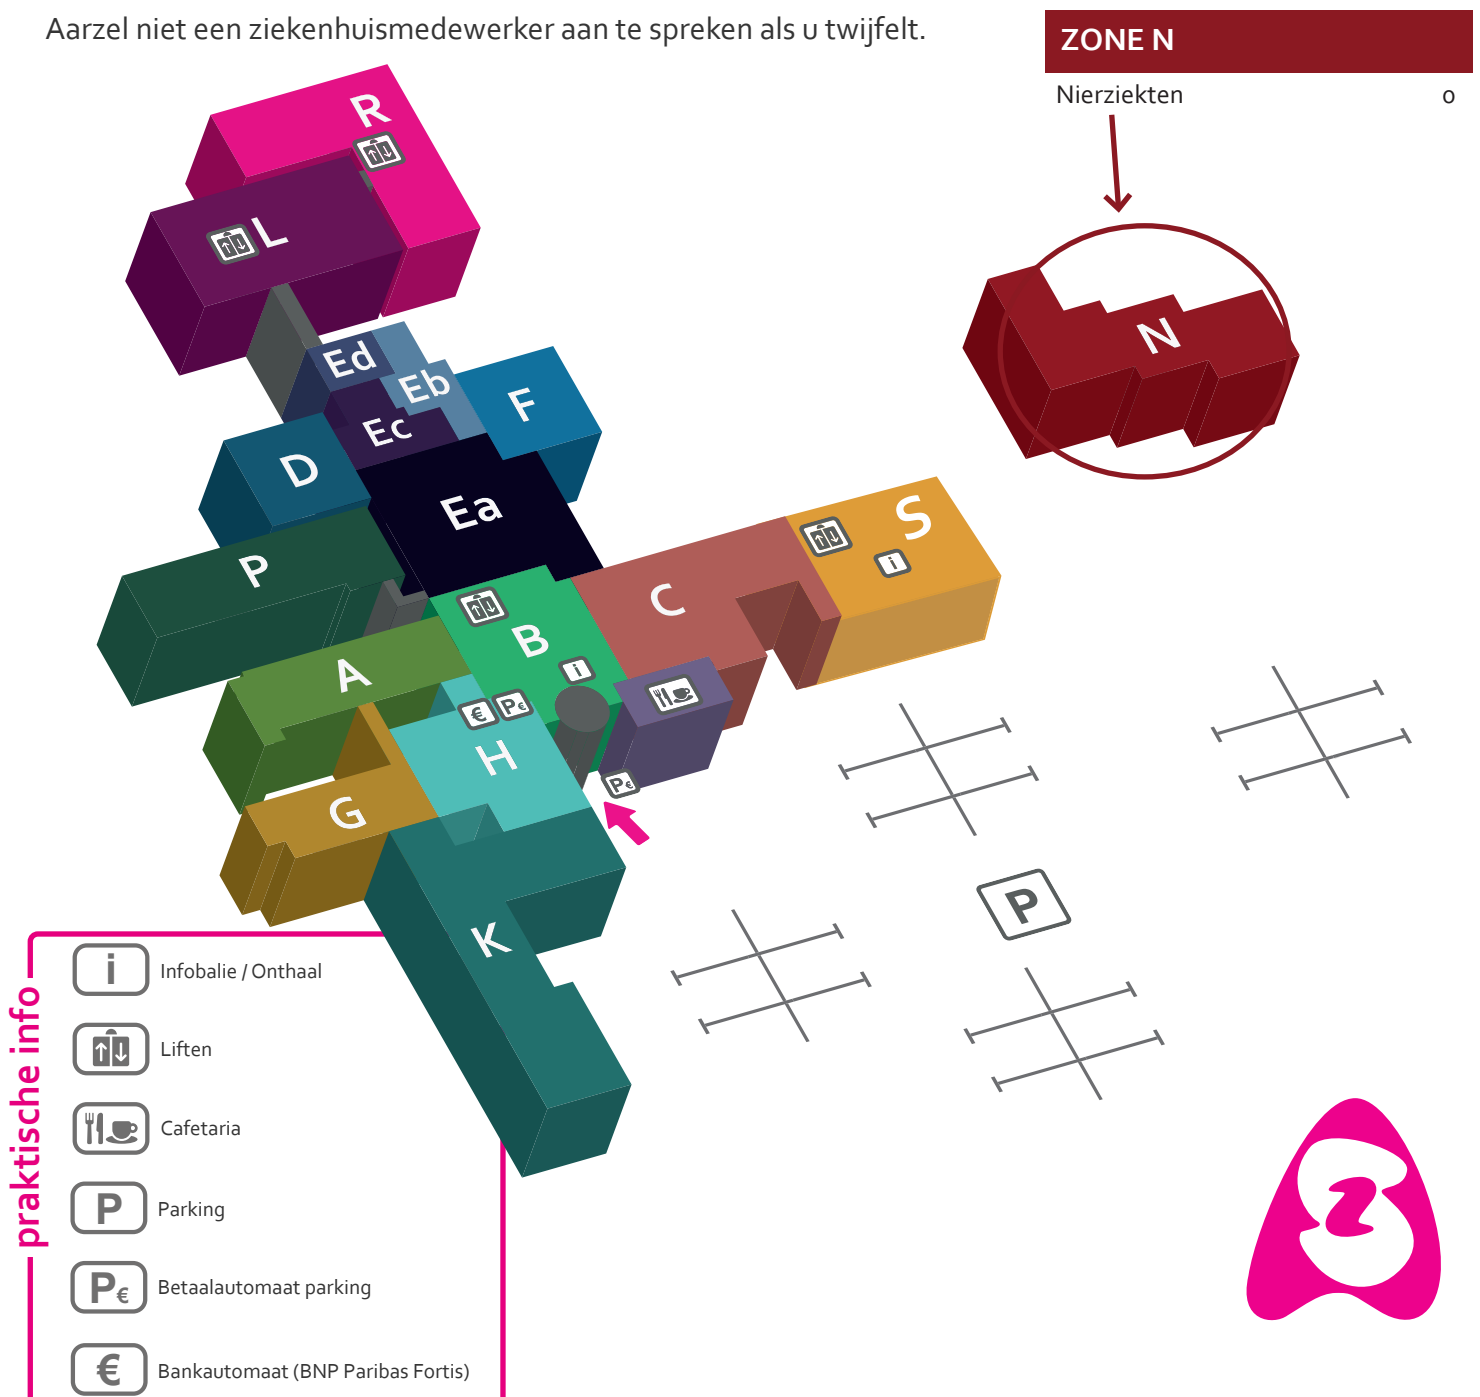 Aarzel niet een ziekenhuismedewerker aan te spreken als u twijfelt.
ZONE N
Nierziekten 0
R
L
N
Ed
Eb
F
Ec
D
Ea
S
i
P
C
B
A
i
€ P€
H
P€
G
P
K
praktische info
i Infobalie / Onthaal
Liften
Cafetaria
P Parking
P€ Betaalautomaat parking
€ Bankautomaat (BNP Paribas Fortis)